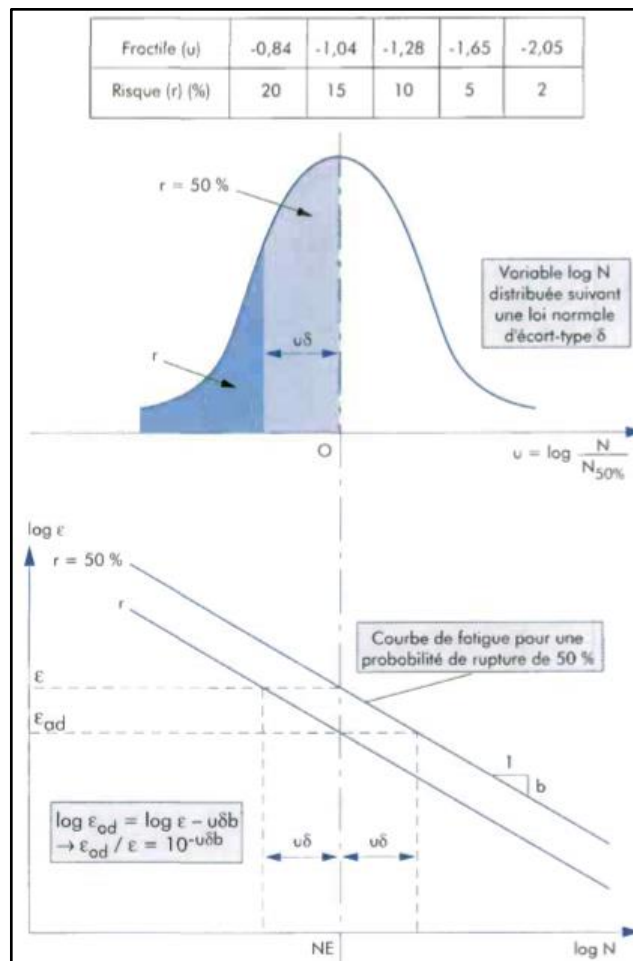 Fractile (u) -0,84 -1,04 -1,28 -1,65 -2,05
Risque (r) (%) 20 15 10 5 2
r = 50 %
Variable log N
distribuée suivant
une loi normale
d'écart-type δ
uδ
r
O
u = log N / N50%
log ε
r = 50 %
r
Courbe de fatigue pour une
probabilité de rupture de 50 %
ε
εad
1
b
log εad = log ε – uδb
→ εad / ε = 10^-uδb
uδ uδ
NE
log N